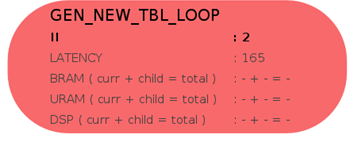 GEN_NEW_TBL_LOOP
II : 2
LATENCY : 165
BRAM ( curr + child = total ) : - + - = -
URAM ( curr + child = total ) : - + - = -
DSP ( curr + child = total ) : - + - = -